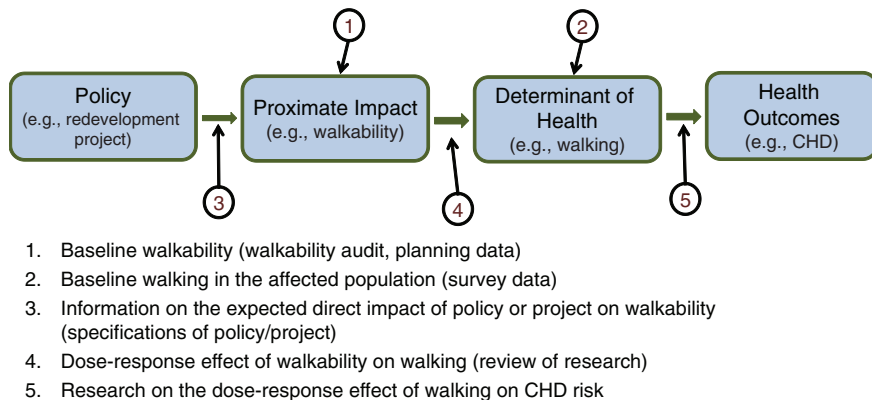 1
2
Policy
(e.g., redevelopment
project)
Proximate Impact
(e.g., walkability)
Determinant of
Health
(e.g., walking)
Health
Outcomes
(e.g., CHD)
3
4
5
1. Baseline walkability (walkability audit, planning data)
2. Baseline walking in the affected population (survey data)
3. Information on the expected direct impact of policy or project on walkability
(specifications of policy/project)
4. Dose-response effect of walkability on walking (review of research)
5. Research on the dose-response effect of walking on CHD risk